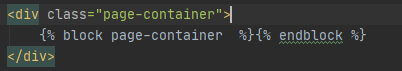 <div class="page-container">
    {% block page-container  %}{% endblock %}
</div>